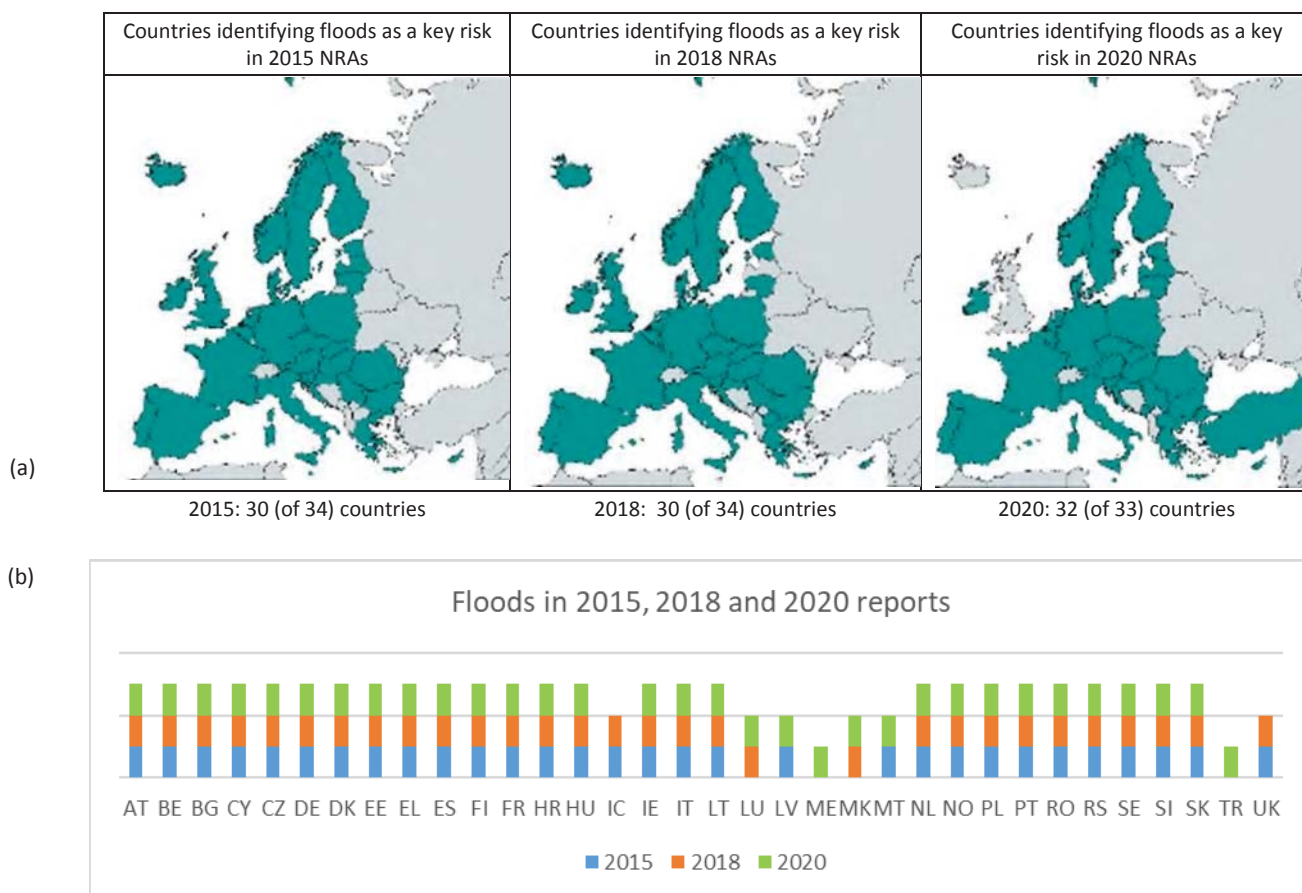 Countries identifying floods as a key risk
in 2015 NRAs
Countries identifying floods as a key risk
in 2018 NRAs
Countries identifying floods as a key
risk in 2020 NRAs
(a)
2015: 30 (of 34) countries
2018: 30 (of 34) countries
2020: 32 (of 33) countries
(b)
Floods in 2015, 2018 and 2020 reports
AT BE BG CY CZ DE DK EE EL ES FI FR HR HU IC IE IT LT LU LV ME MK MT NL NO PL PT RO RS SE SI SK TR UK
2015 2018 2020